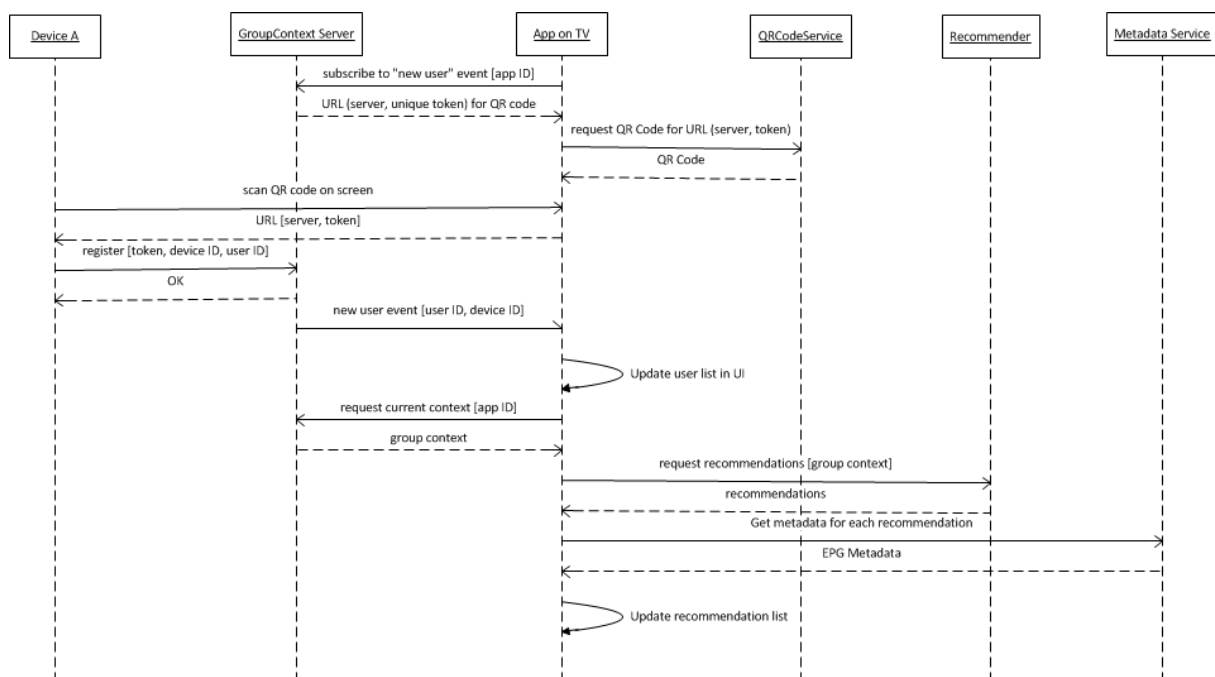 Device A
GroupContext Server
App on TV
QRCodeService
Recommender
Metadata Service
subscribe to "new user" event [app ID]
URL (server, unique token) for QR code
request QR Code for URL (server, token)
QR Code
scan QR code on screen
URL [server, token]
register [token, device ID, user ID]
OK
new user event [user ID, device ID]
Update user list in UI
request current context [app ID]
group context
request recommendations [group context]
recommendations
Get metadata for each recommendation
EPG Metadata
Update recommendation list